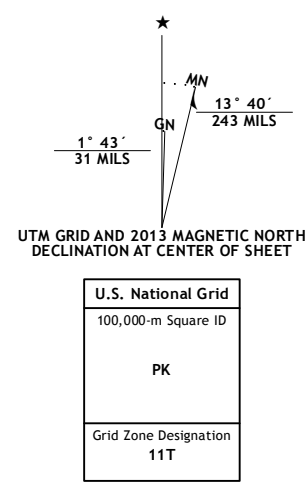 ★
MN
13° 40´
243 MILS
GN
1° 43´
31 MILS
UTM GRID AND 2013 MAGNETIC NORTH
DECLINATION AT CENTER OF SHEET
U.S. National Grid
100,000-m Square ID
PK
Grid Zone Designation
11T